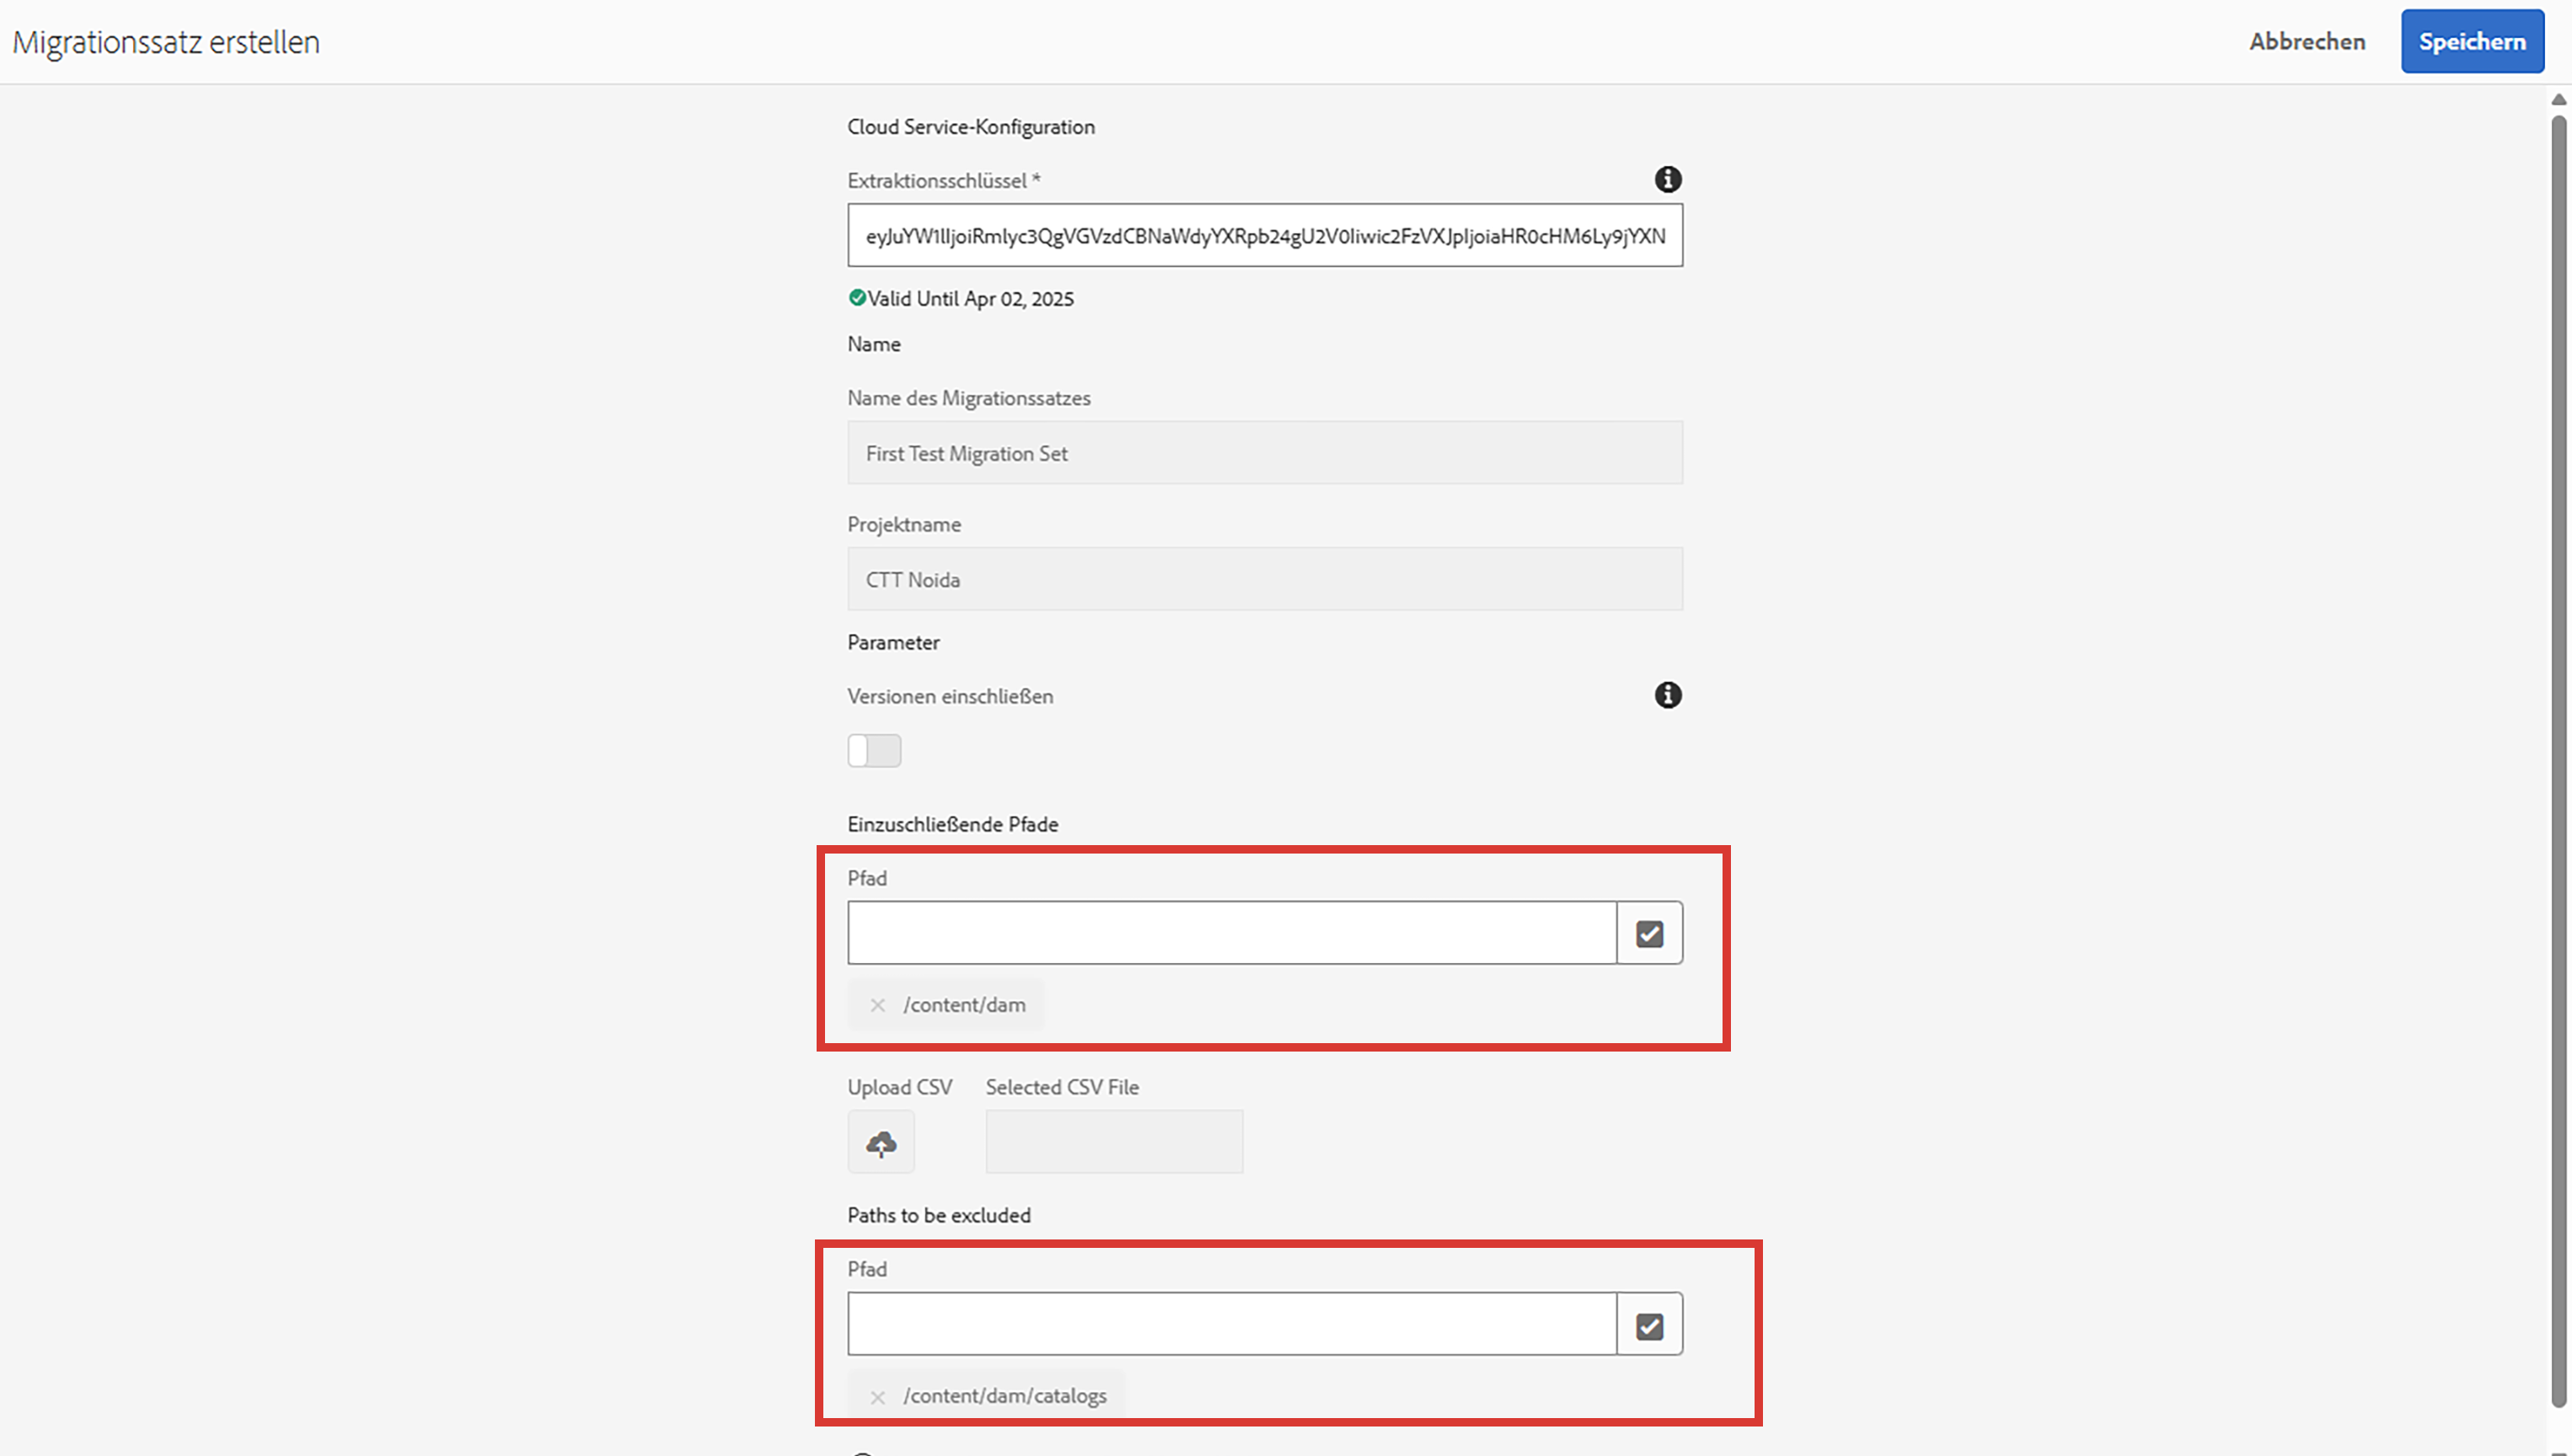 Migrationssatz erstellen
Abbrechen
Speichern
Cloud Service-Konfiguration
Extraktionsschlüssel *
eyJuYW1lIjoiRmlyc3QgVGVzdCBNaWdyYXRpb24gU2V0Iiwic2FzVXJpIjoiaHR0cHM6Ly9jYXN
Valid Until Apr 02, 2025
Name
Name des Migrationssatzes
First Test Migration Set
Projektname
CTT Noida
Parameter
Versionen einschließen
Einzuschließende Pfade
Pfad
/content/dam
Upload CSV
Selected CSV File
Paths to be excluded
Pfad
/content/dam/catalogs